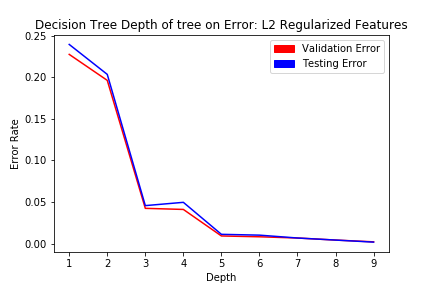 Decision Tree Depth of tree on Error: L2 Regularized Features
0.25
0.20
0.15
0.10
0.05
0.00
Error Rate
Validation Error
Testing Error
1 2 3 4 5 6 7 8 9
Depth